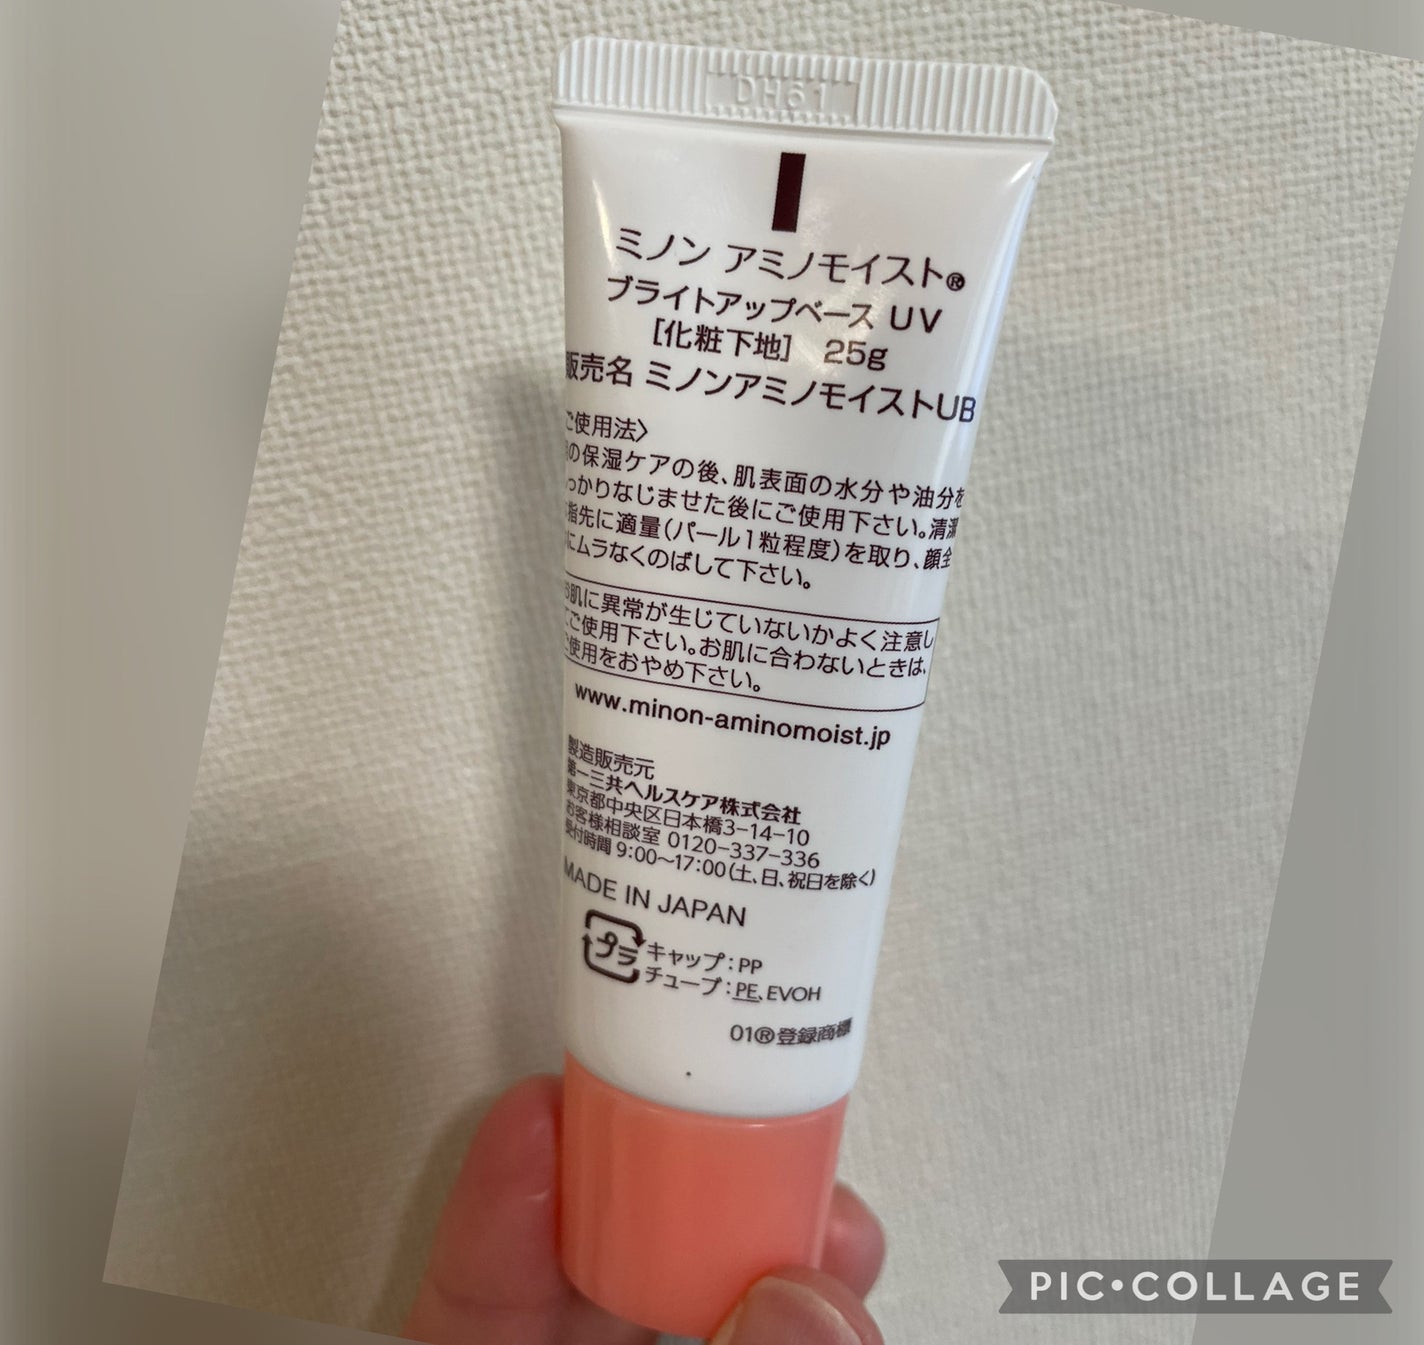 DH61
ミノン アミノモイスト®
ブライトアップベース UV
[化粧下地] 25g
販売名 ミノンアミノモイストUB
ご使用法〉
の保湿ケアの後、肌表面の水分や油分を
っかりなじませた後にご使用下さい。清潔
指先に適量(パール1粒程度)を取り、顔全
にムラなくのばして下さい。
お肌に異常が生じていないかよく注意し
てご使用下さい。お肌に合わないときは、
ご使用をおやめ下さい。
www.minon-aminomoist.jp
製造販売元
第一三共ヘルスケア株式会社
東京都中央区日本橋3-14-10
お客様相談室 0120-337-336
受付時間 9:00~17:00(土、日、祝日を除く)
MADE IN JAPAN
プラ キャップ:PP
チューブ:PE、EVOH
01®登録商標
PIC•COLLAGE